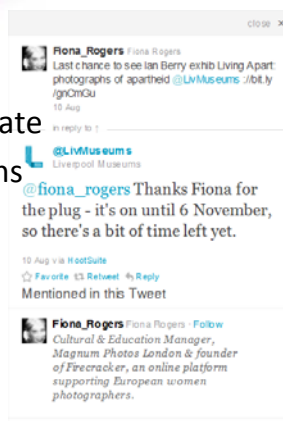 close ×
Fiona_Rogers Fiona Rogers
Last chance to see Ian Berry exhib Living Apart:
photographs of apartheid @LivMuseums ://bit.ly
/gnCmGu
10 Aug
ate
in reply to ↑
@LivMuseums
Liverpool Museums
ns
@fiona_rogers Thanks Fiona for
the plug - it's on until 6 November,
so there's a bit of time left yet.
10 Aug via HootSuite
Favorite Retweet Reply
Mentioned in this Tweet
Fiona_Rogers Fiona Rogers · Follow
Cultural & Education Manager,
Magnum Photos London & founder
of Firecracker, an online platform
supporting European women
photographers.